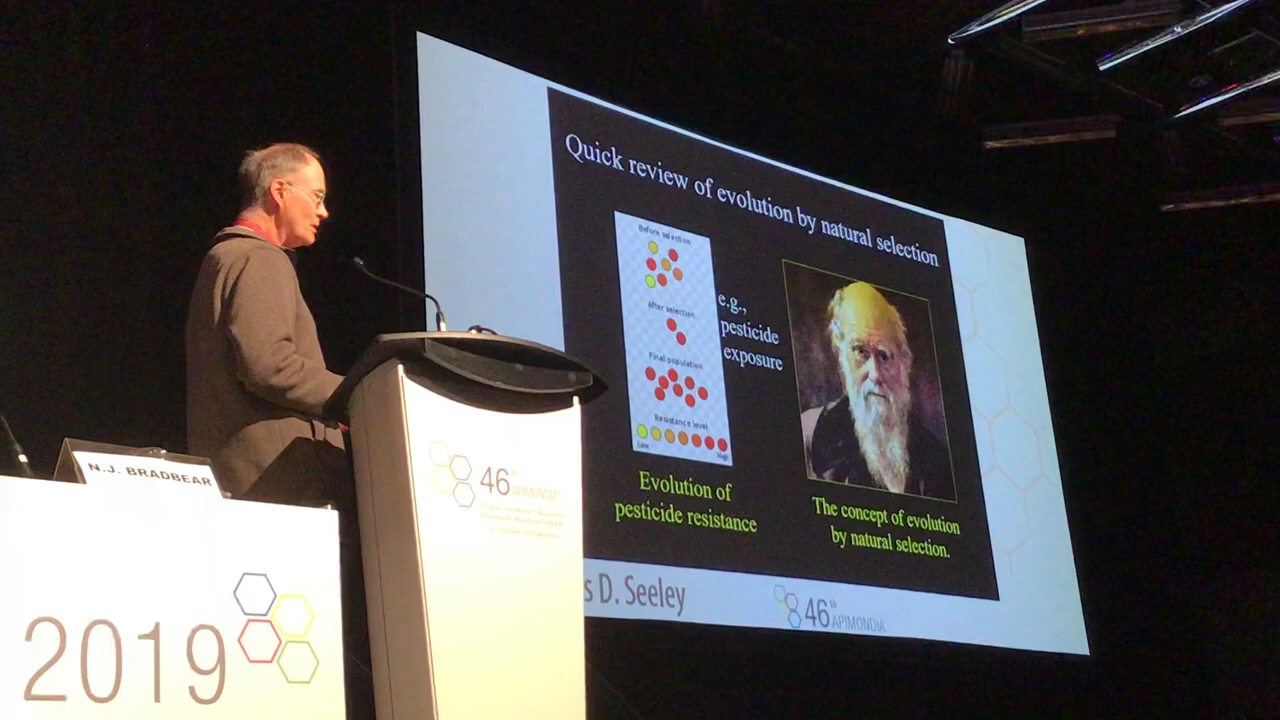 Quick review of evolution by natural selection
Before selection
After selection
Final population
Resistance level
Low
High
e.g.,
pesticide
exposure
Evolution of
pesticide resistance
The concept of evolution
by natural selection.
s D. Seeley
46th
APIMONDIA
N.J. BRADBEAR
46th
APIMONDIA
2019